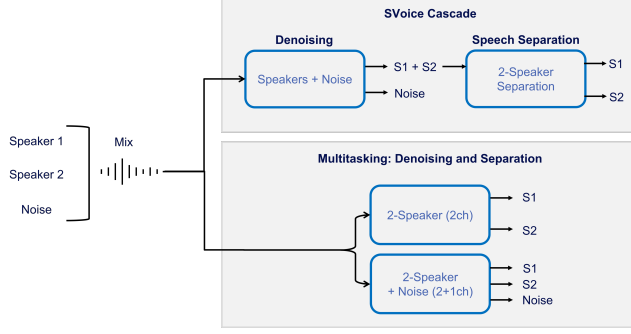 SVoice Cascade
Denoising
Speech Separation
Speakers + Noise
S1 + S2
Noise
2-Speaker
Separation
S1
S2
Speaker 1
Speaker 2
Noise
Mix
Multitasking: Denoising and Separation
2-Speaker (2ch)
S1
S2
2-Speaker
+ Noise (2+1ch)
S1
S2
Noise